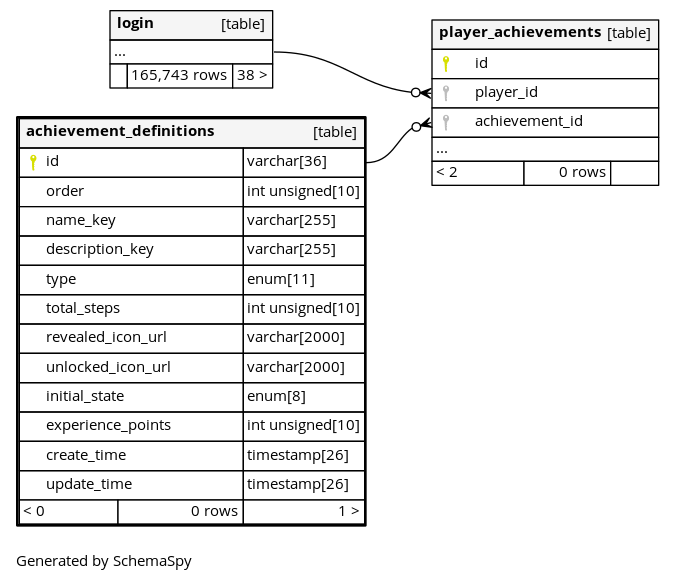 login [table]
...
165,743 rows 38 >
player_achievements [table]
id
player_id
achievement_id
...
< 2 0 rows
achievement_definitions [table]
id varchar[36]
order int unsigned[10]
name_key varchar[255]
description_key varchar[255]
type enum[11]
total_steps int unsigned[10]
revealed_icon_url varchar[2000]
unlocked_icon_url varchar[2000]
initial_state enum[8]
experience_points int unsigned[10]
create_time timestamp[26]
update_time timestamp[26]
< 0 0 rows 1 >
Generated by SchemaSpy